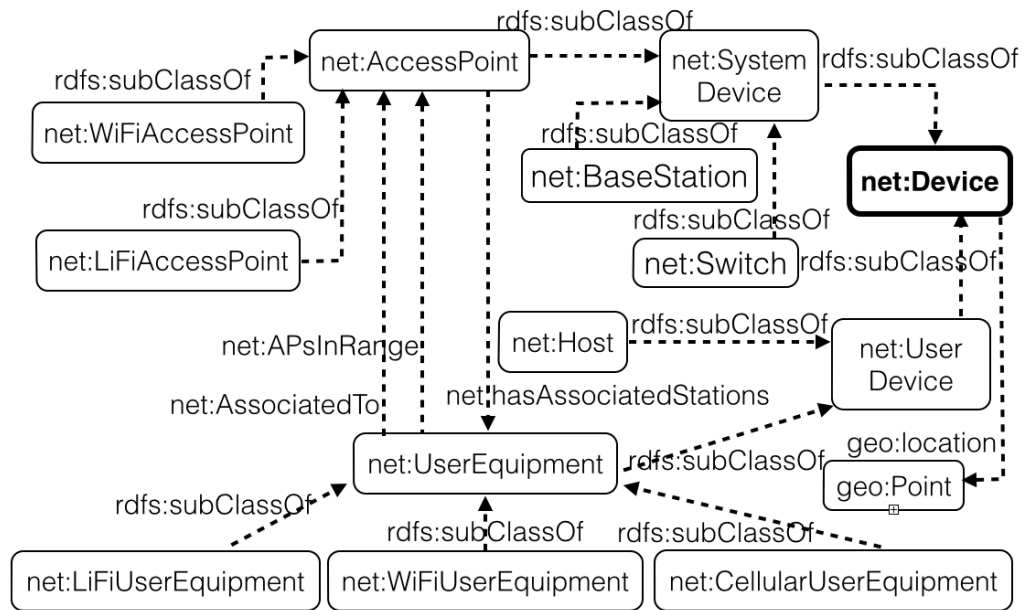 rdfs:subClassOf
net:AccessPoint
net:System
Device
rdfs:subClassOf
rdfs:subClassOf
net:WiFiAccessPoint
rdfs:subClassOf
net:BaseStation
net:Device
rdfs:subClassOf
rdfs:subClassOf
net:LiFiAccessPoint
net:Switch
rdfs:subClassOf
rdfs:subClassOf
net:Host
net:User
Device
net:APsInRange
net:AssociatedTo
net:hasAssociatedStations
geo:location
net:UserEquipment
rdfs:subClassOf
geo:Point
rdfs:subClassOf
rdfs:subClassOf
rdfs:subClassOf
net:LiFiUserEquipment
net:WiFiUserEquipment
net:CellularUserEquipment